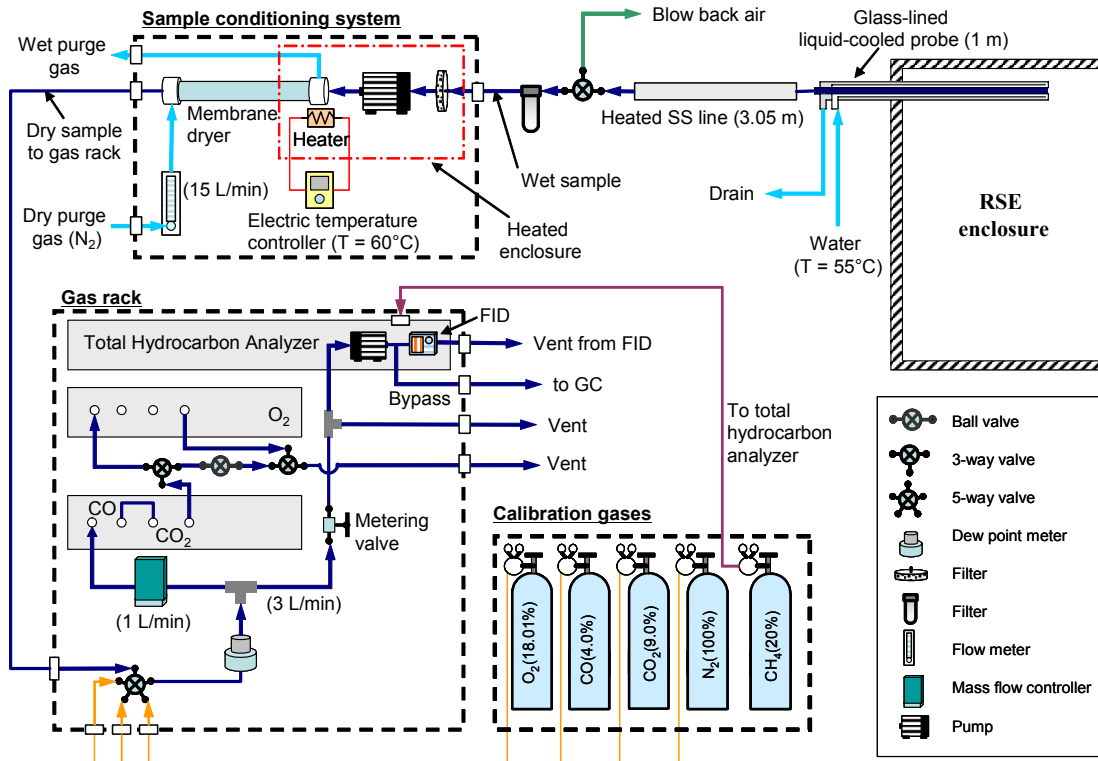 Sample conditioning system
Wet purge
gas
Dry sample
to gas rack
Membrane
dryer
Heater
(15 L/min)
Dry purge
gas (N₂)
Electric temperature
controller (T = 60°C)
Heated
enclosure
Blow back air
Wet sample
Heated SS line (3.05 m)
Glass-lined
liquid-cooled probe (1 m)
Drain
Water
(T = 55°C)
RSE
enclosure
Gas rack
Total Hydrocarbon Analyzer
FID
Vent from FID
Bypass
to GC
Vent
Vent
O₂
CO
CO₂
Metering
valve
(1 L/min)
(3 L/min)
To total
hydrocarbon
analyzer
Calibration gases
O₂(18.01%)
CO(4.0%)
CO₂(9.0%)
N₂(100%)
CH₄(20%)
Ball valve
3-way valve
5-way valve
Dew point meter
Filter
Filter
Flow meter
Mass flow controller
Pump